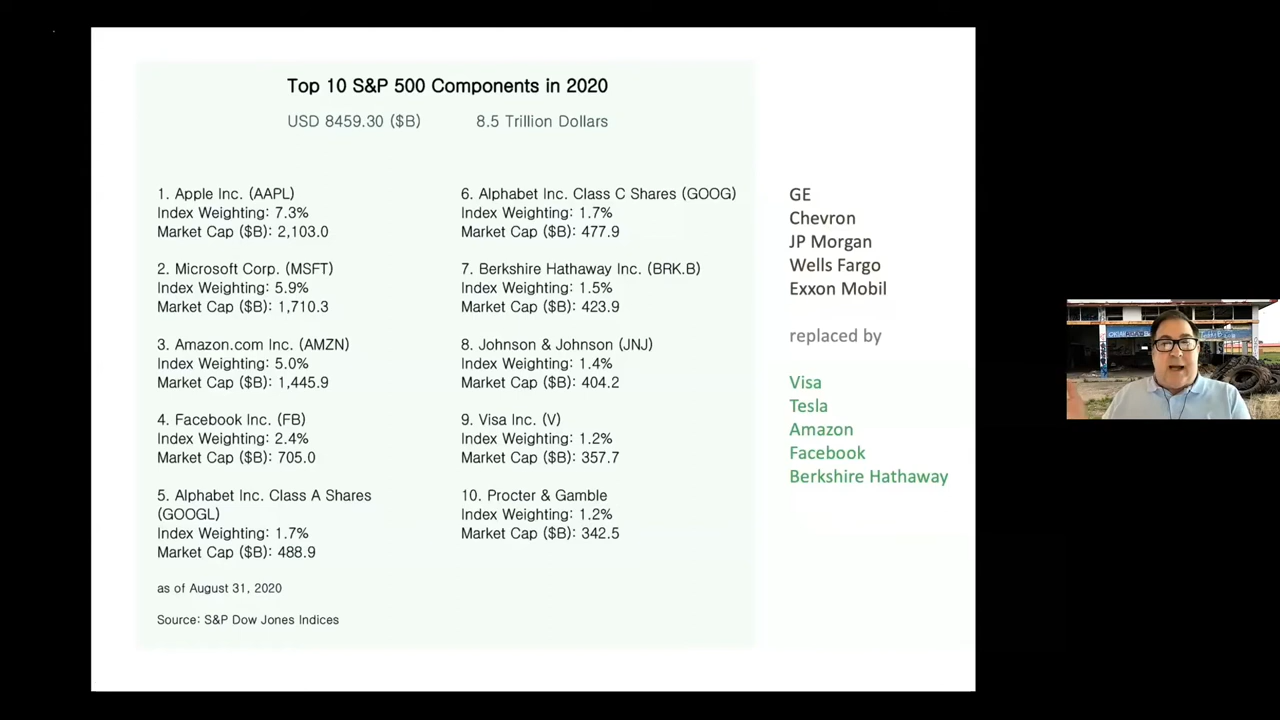 Top 10 S&P 500 Components in 2020
USD 8459.30 ($B) 8.5 Trillion Dollars
1. Apple Inc. (AAPL)
Index Weighting: 7.3%
Market Cap ($B): 2,103.0
2. Microsoft Corp. (MSFT)
Index Weighting: 5.9%
Market Cap ($B): 1,710.3
3. Amazon.com Inc. (AMZN)
Index Weighting: 5.0%
Market Cap ($B): 1,445.9
4. Facebook Inc. (FB)
Index Weighting: 2.4%
Market Cap ($B): 705.0
5. Alphabet Inc. Class A Shares
(GOOGL)
Index Weighting: 1.7%
Market Cap ($B): 488.9
6. Alphabet Inc. Class C Shares (GOOG)
Index Weighting: 1.7%
Market Cap ($B): 477.9
7. Berkshire Hathaway Inc. (BRK.B)
Index Weighting: 1.5%
Market Cap ($B): 423.9
8. Johnson & Johnson (JNJ)
Index Weighting: 1.4%
Market Cap ($B): 404.2
9. Visa Inc. (V)
Index Weighting: 1.2%
Market Cap ($B): 357.7
10. Procter & Gamble
Index Weighting: 1.2%
Market Cap ($B): 342.5
as of August 31, 2020
Source: S&P Dow Jones Indices
GE
Chevron
JP Morgan
Wells Fargo
Exxon Mobil
replaced by
Visa
Tesla
Amazon
Facebook
Berkshire Hathaway